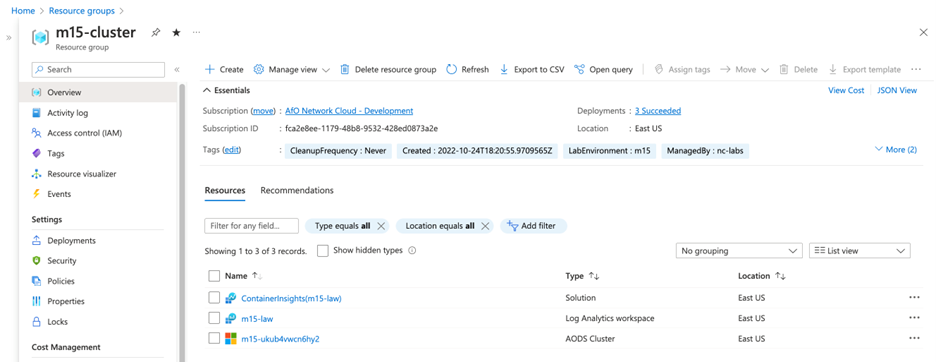 Home > Resource groups >
»
m15-cluster
Resource group
Search
«
Create Manage view Delete resource group Refresh Export to CSV Open query Assign tags Move Delete Export template
Overview
Activity log
Access control (IAM)
Tags
Resource visualizer
Events
Settings
Deployments
Security
Policies
Properties
Locks
Cost Management
Essentials
View Cost JSON View
Subscription (move) : AfO Network Cloud - Development
Deployments : 3 Succeeded
Subscription ID : fca2e8ee-1179-48b8-9532-428ed0873a2e
Location : East US
Tags (edit) : CleanupFrequency : Never Created : 2022-10-24T18:20:55.9709565Z LabEnvironment : m15 ManagedBy : nc-labs
More (2)
Resources Recommendations
Filter for any field... Type equals all Location equals all Add filter
Showing 1 to 3 of 3 records. Show hidden types
No grouping List view
Name Type Location
ContainerInsights(m15-law) Solution East US
m15-law Log Analytics workspace East US
m15-ukub4vwcn6hy2 AODS Cluster East US